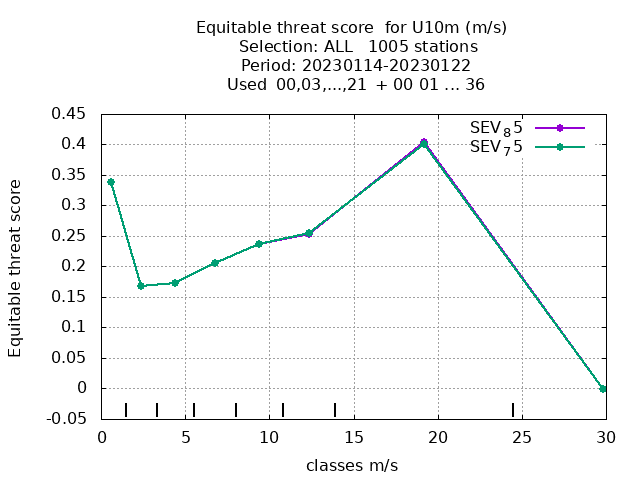 Equitable threat score  for U10m (m/s)
Selection: ALL   1005 stations
Period: 20230114-20230122
Used  00,03,...,21  + 00 01 ... 36
SEV₈5
SEV₇5
0.45
0.4
0.35
0.3
0.25
0.2
0.15
0.1
0.05
0
-0.05
Equitable threat score
0 5 10 15 20 25 30
classes m/s